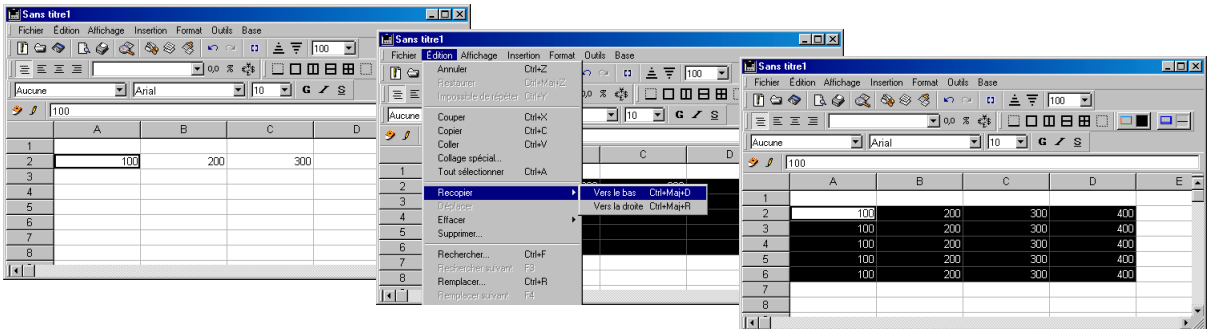 Sans titre1
Fichier Édition Affichage Insertion Format Outils Base
100
0,0 %
Aucune Arial 10 G I S
100
A B C D
1
2 100 200 300
3
4
5
6
7
8
Sans titre1
Fichier Édition Affichage Insertion Format Outils Base
Annuler Ctrl+Z
Restaurer Ctrl+Maj+Z
Impossible de répéter Ctrl+Y
Couper Ctrl+X
Copier Ctrl+C
Coller Ctrl+V
Collage spécial...
Tout sélectionner Ctrl+A
Recopier
Déplacer
Effacer
Supprimer...
Rechercher... Ctrl+F
Rechercher suivant F3
Remplacer... Ctrl+R
Remplacer suivant F4
Vers le bas Ctrl+Maj+D
Vers la droite Ctrl+Maj+R
100
%
Aucune
10 G I S
C D
1
2
3
4
5
6
7
8
Sans titre1
Fichier Édition Affichage Insertion Format Outils Base
100
0,0 %
Aucune Arial 10 G I S
100
A B C D E
1
2 100 200 300 400
3 100 200 300 400
4 100 200 300 400
5 100 200 300 400
6 100 200 300 400
7
8